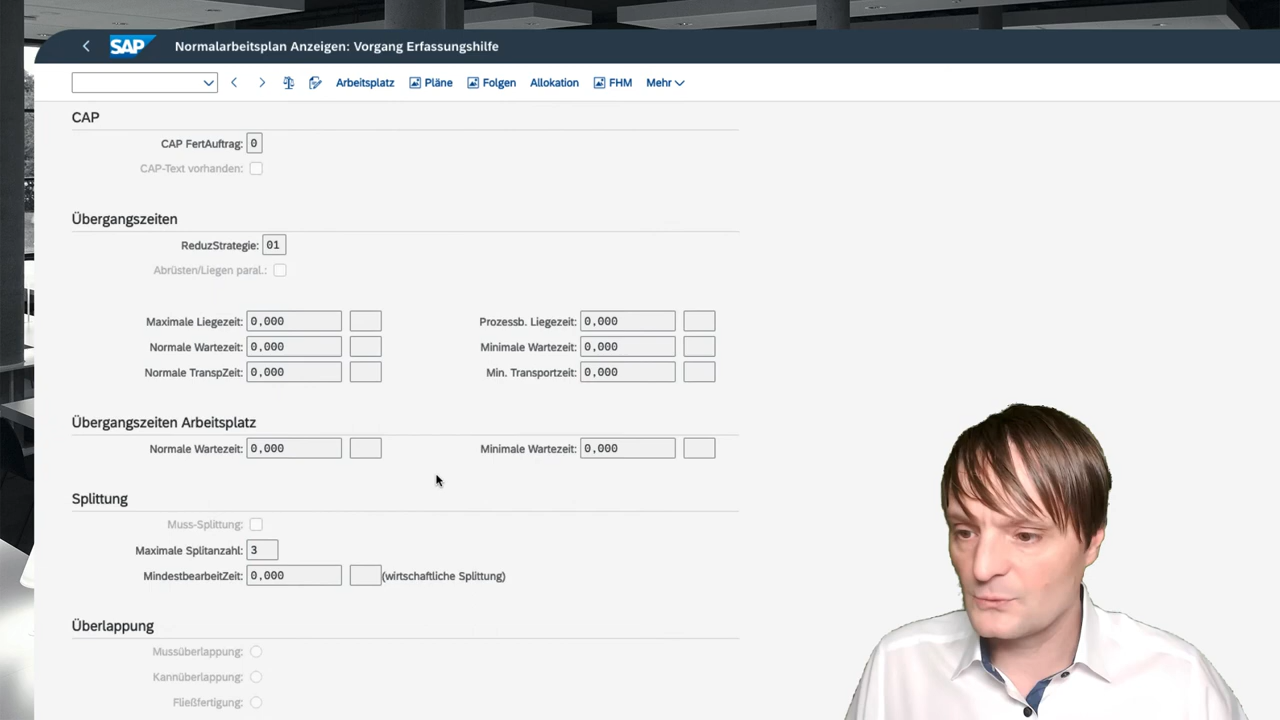 SAP Normalarbeitsplan Anzeigen: Vorgang Erfassungshilfe
Arbeitsplatz Pläne Folgen Allokation FHM Mehr
CAP
CAP FertAuftrag: 0
CAP-Text vorhanden:
Übergangszeiten
ReduzStrategie: 01
Abrüsten/Liegen paral.:
Maximale Liegezeit: 0,000 Prozessb. Liegezeit: 0,000
Normale Wartezeit: 0,000 Minimale Wartezeit: 0,000
Normale TranspZeit: 0,000 Min. Transportzeit: 0,000
Übergangszeiten Arbeitsplatz
Normale Wartezeit: 0,000 Minimale Wartezeit: 0,000
Splittung
Muss-Splittung:
Maximale Splitanzahl: 3
MindestbearbeitZeit: 0,000 (wirtschaftliche Splittung)
Überlappung
Mussüberlappung:
Kannüberlappung:
Fließfertigung: